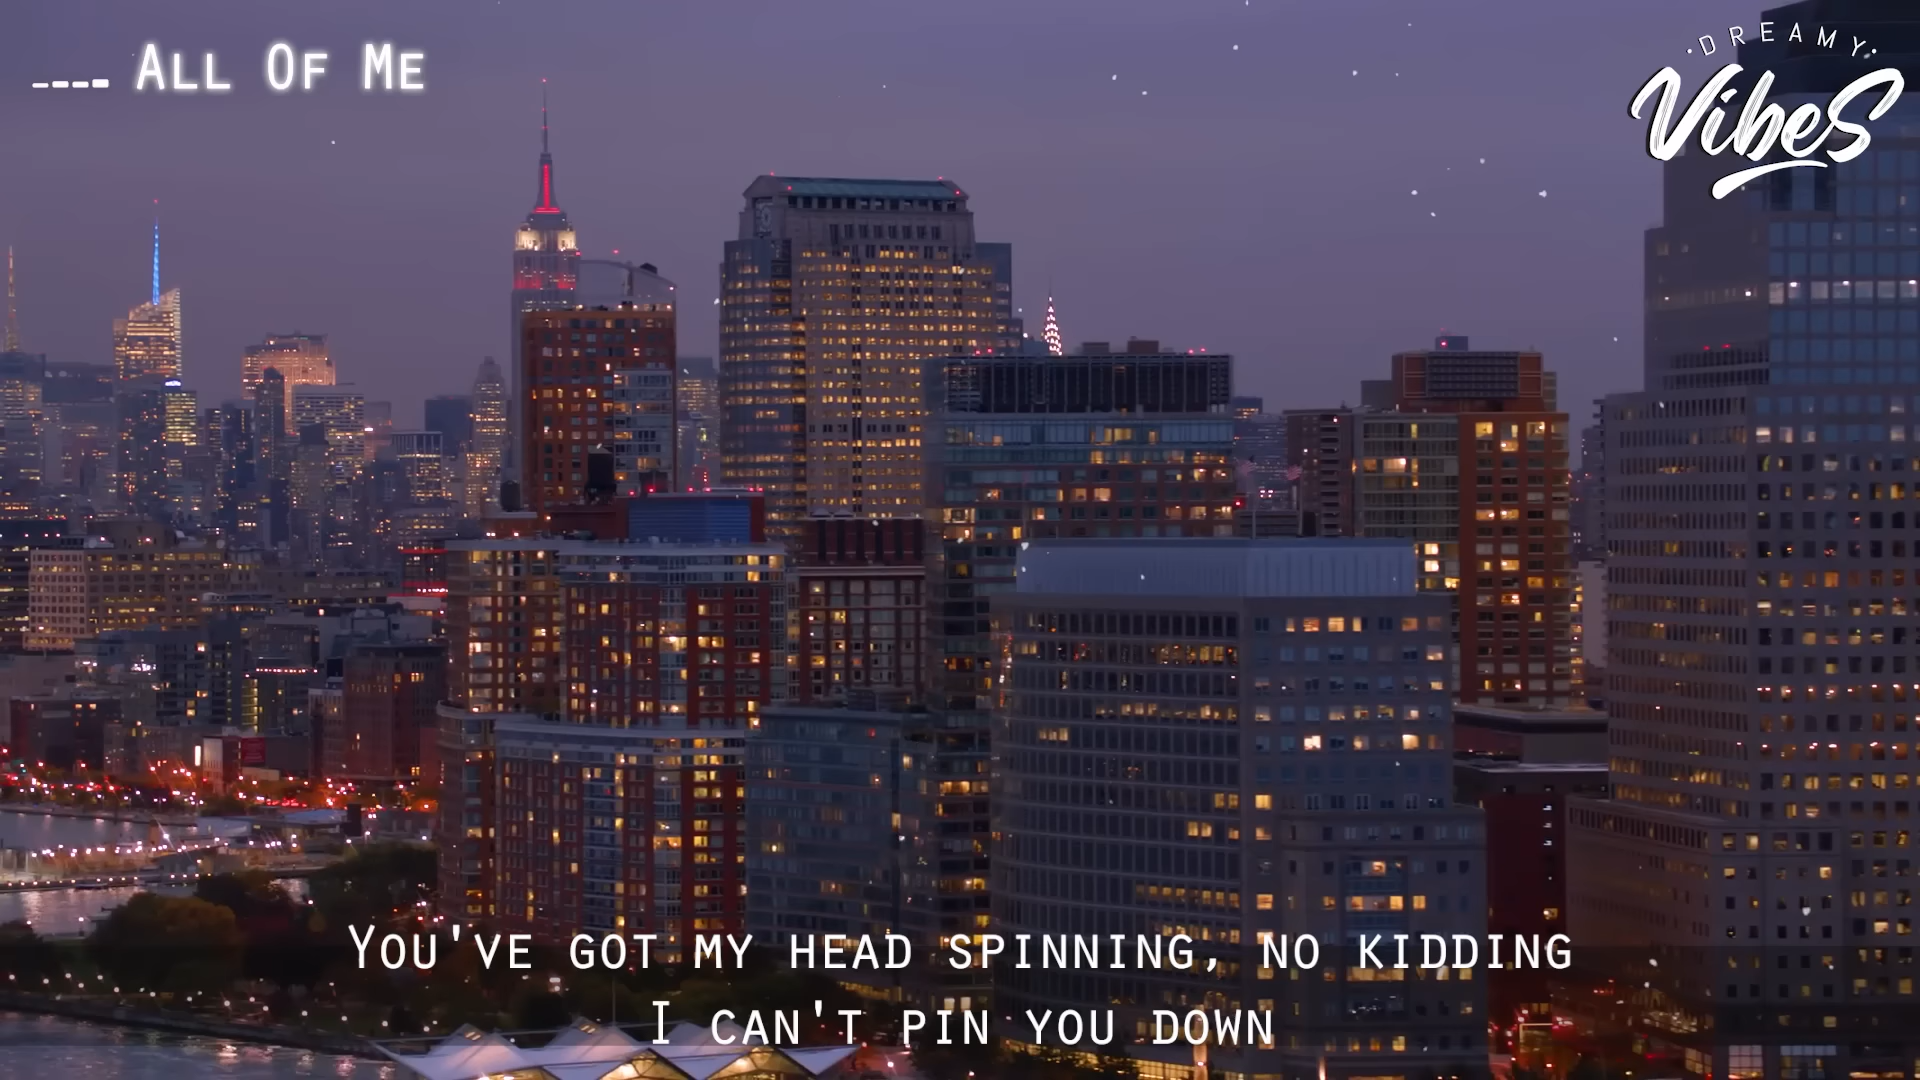 ---- All Of Me
·DREAMY·
Vibes
You've got my head spinning, no kidding
I can't pin you down